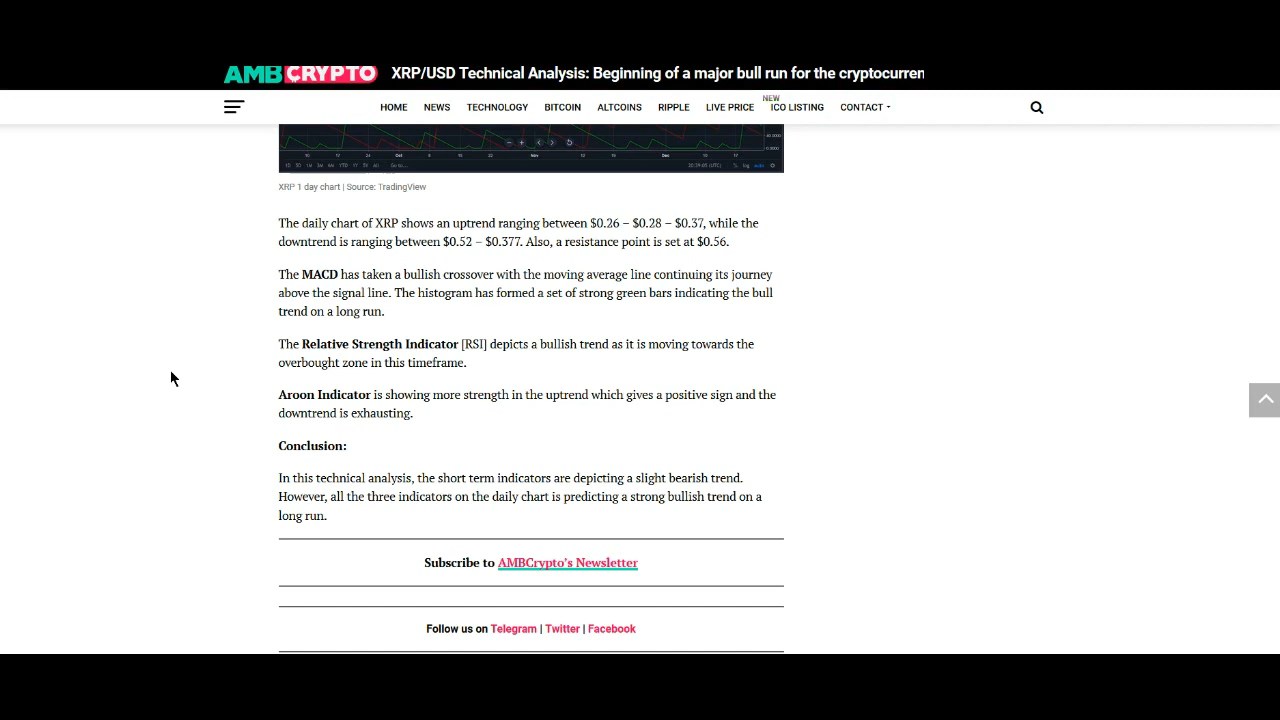 AMBCRYPTO XRP/USD Technical Analysis: Beginning of a major bull run for the cryptocurren
HOME NEWS TECHNOLOGY BITCOIN ALTCOINS RIPPLE LIVE PRICE NEW ICO LISTING CONTACT
Oct Nov Dec
XRP 1 day chart | Source: TradingView
The daily chart of XRP shows an uptrend ranging between $0.26 – $0.28 – $0.37, while the
downtrend is ranging between $0.52 – $0.377. Also, a resistance point is set at $0.56.
The MACD has taken a bullish crossover with the moving average line continuing its journey
above the signal line. The histogram has formed a set of strong green bars indicating the bull
trend on a long run.
The Relative Strength Indicator [RSI] depicts a bullish trend as it is moving towards the
overbought zone in this timeframe.
Aroon Indicator is showing more strength in the uptrend which gives a positive sign and the
downtrend is exhausting.
Conclusion:
In this technical analysis, the short term indicators are depicting a slight bearish trend.
However, all the three indicators on the daily chart is predicting a strong bullish trend on a
long run.
Subscribe to AMBCrypto's Newsletter
Follow us on Telegram | Twitter | Facebook